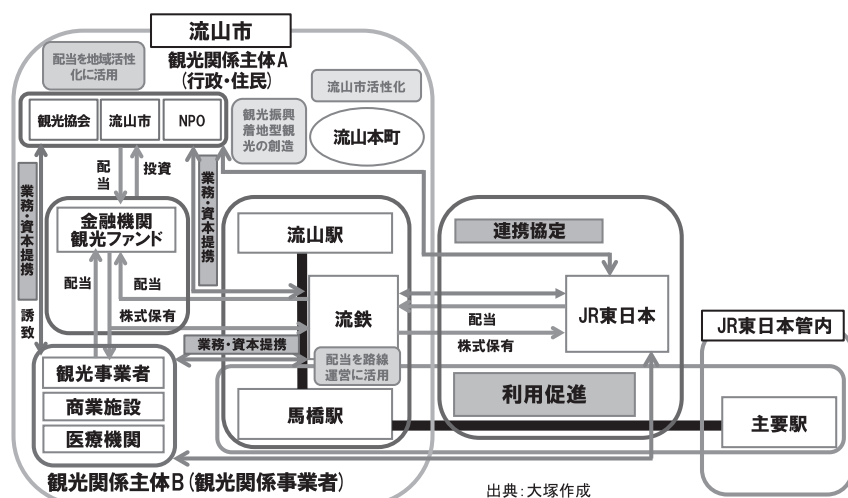 流山市
観光関係主体A
(行政・住民)
配当を地域活性
化に活用
流山市活性化
観光協会
流山市
NPO
観光振興
着地型観
光の創造
流山本町
配当
投資
業務・資本提携
業務・資本提携
金融機関
観光ファンド
流山駅
連携協定
配当
配当
株式保有
流鉄
配当
株式保有
JR東日本
JR東日本管内
誘致
業務・資本提携
配当を路線
運営に活用
観光事業者
商業施設
医療機関
馬橋駅
利用促進
主要駅
観光関係主体B(観光関係事業者)
出典：大塚作成